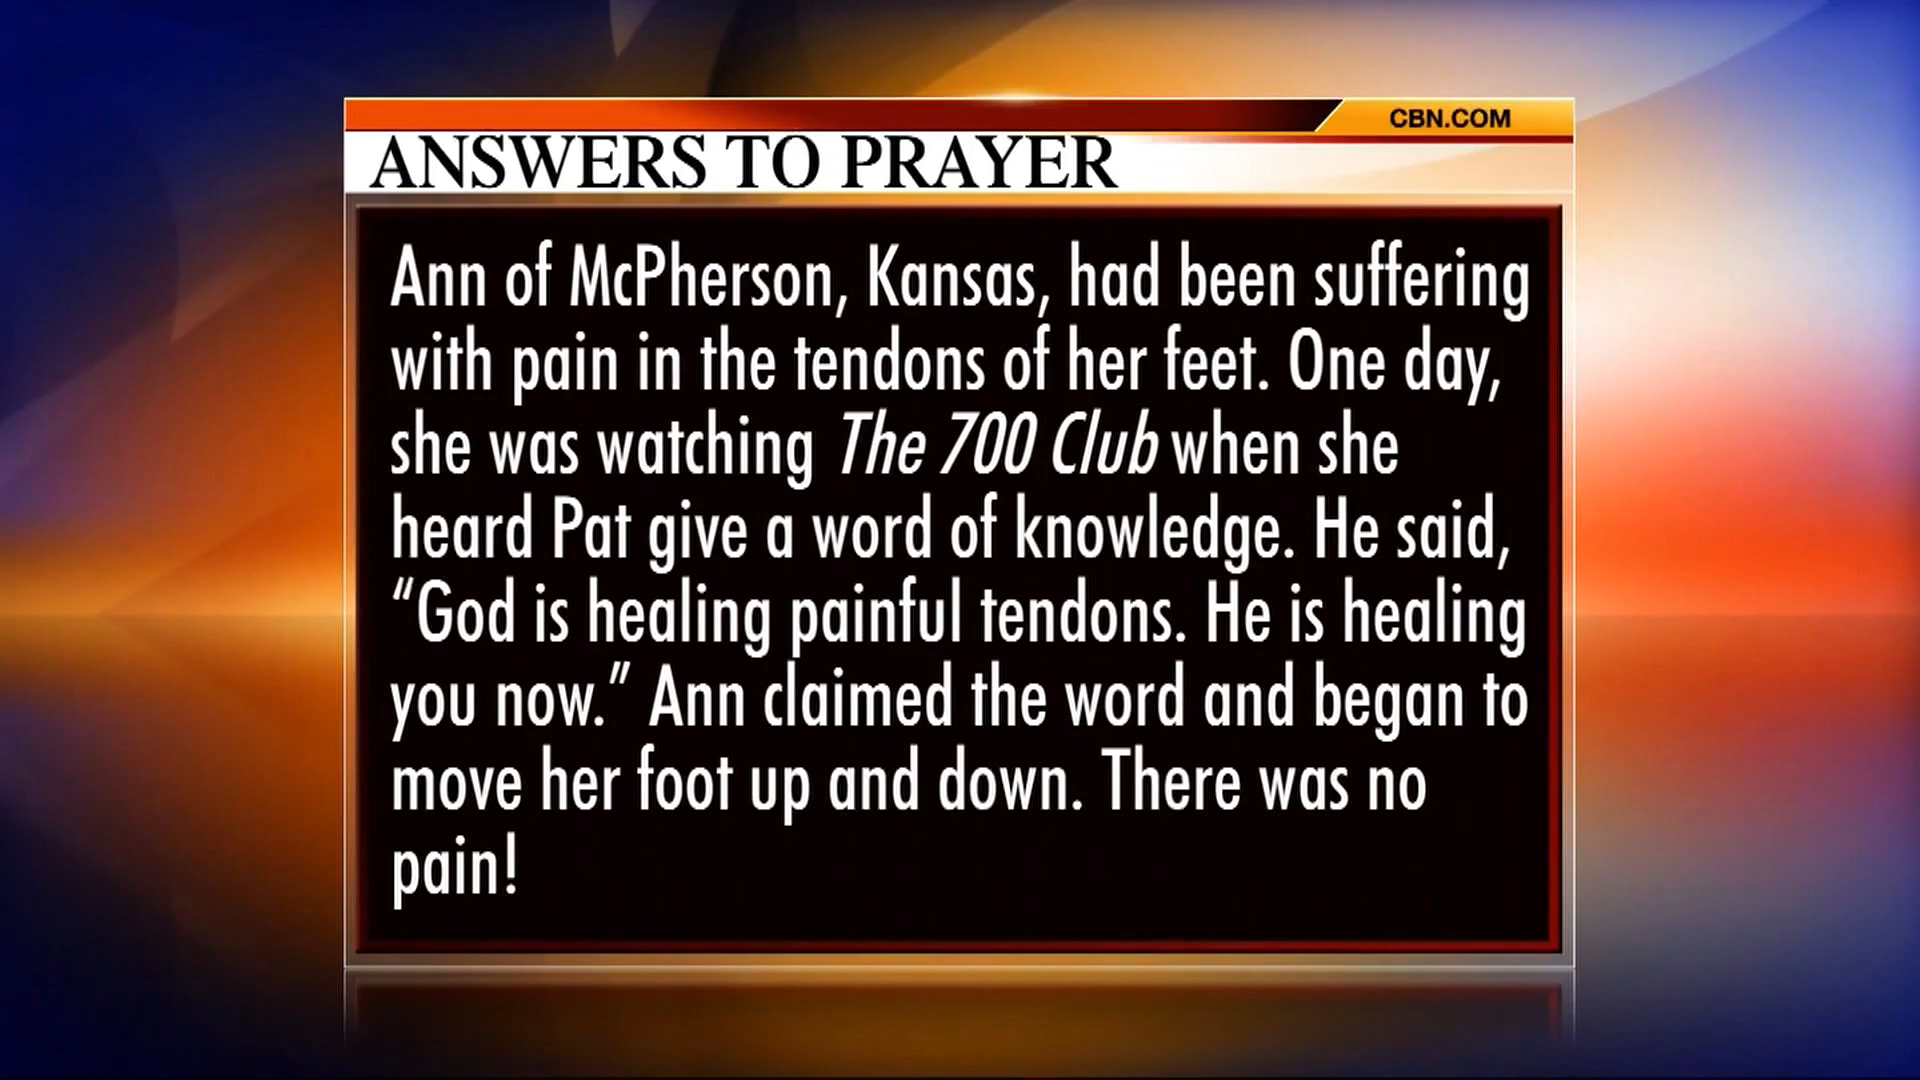 CBN.COM
ANSWERS TO PRAYER
Ann of McPherson, Kansas, had been suffering
with pain in the tendons of her feet. One day,
she was watching The 700 Club when she
heard Pat give a word of knowledge. He said,
“God is healing painful tendons. He is healing
you now.” Ann claimed the word and began to
move her foot up and down. There was no
pain!